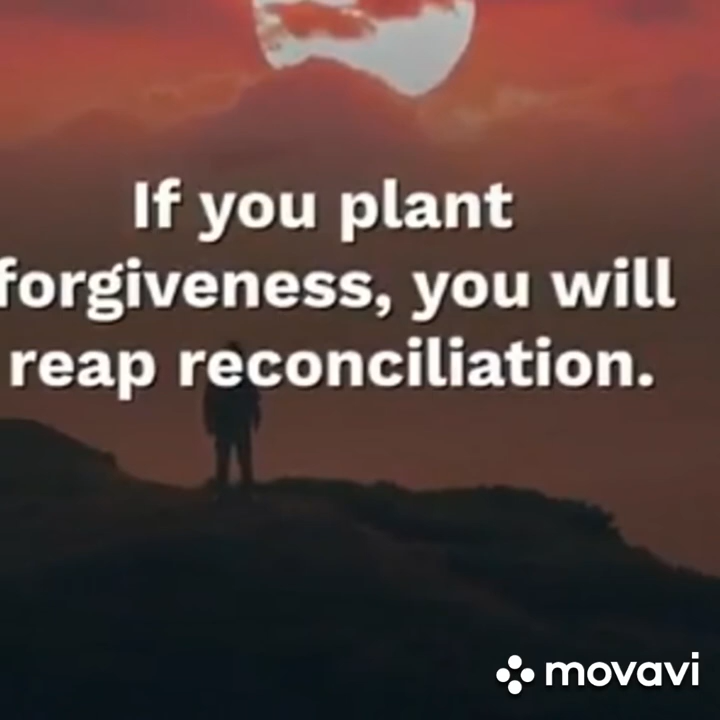 If you plant
forgiveness, you will
reap reconciliation.
movavi